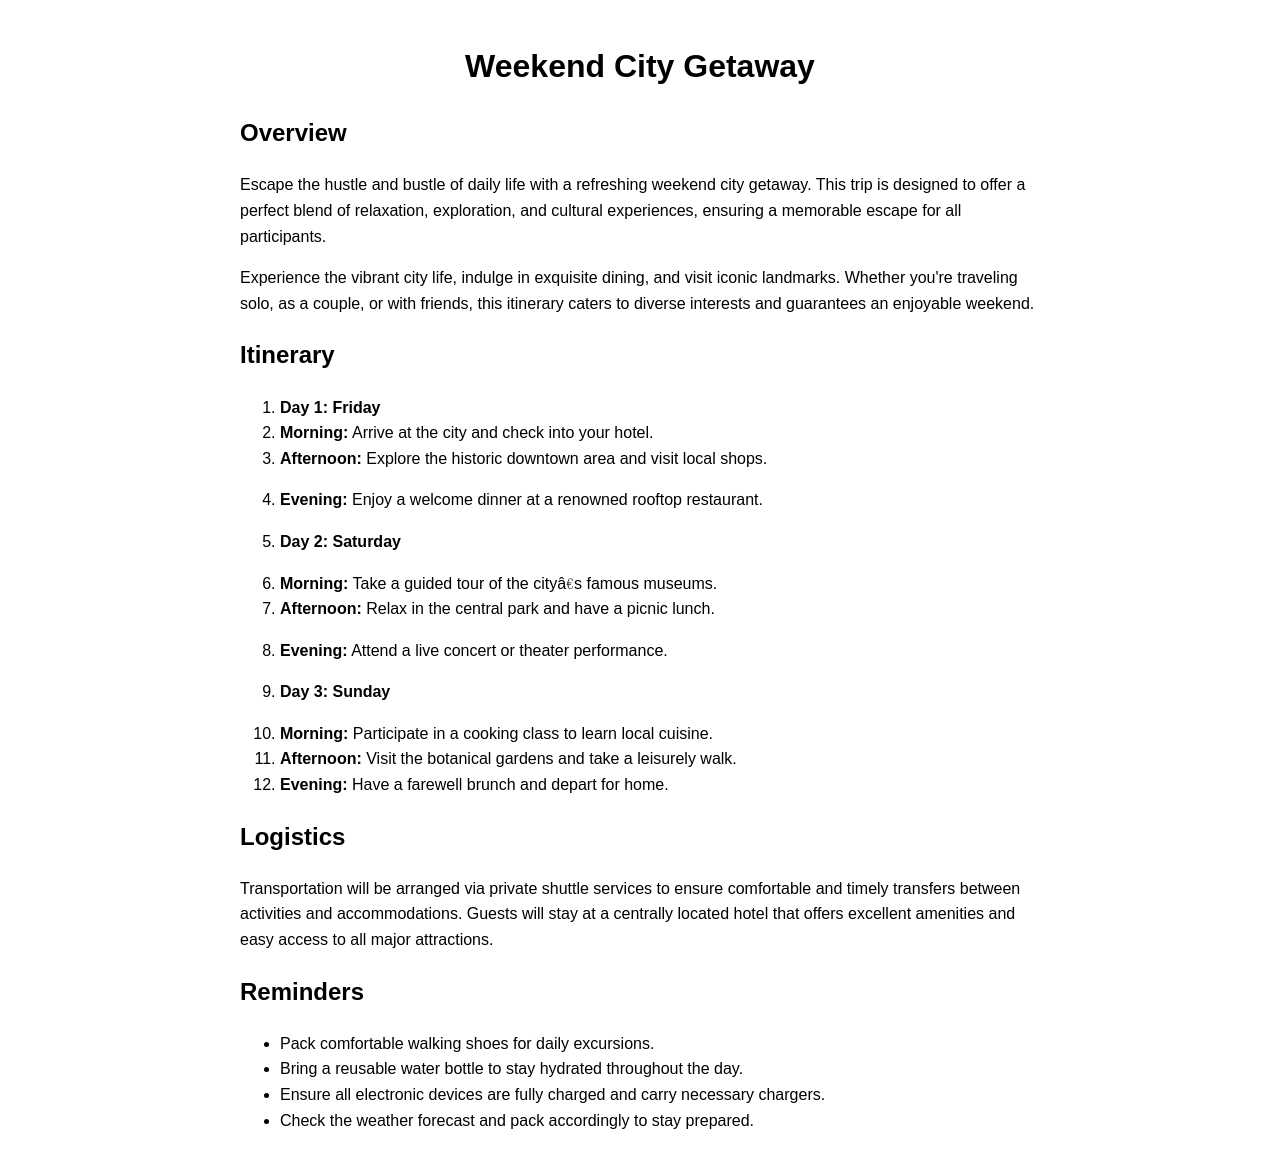 Weekend City Getaway
Overview
Escape the hustle and bustle of daily life with a refreshing weekend city getaway. This trip is designed to offer a
perfect blend of relaxation, exploration, and cultural experiences, ensuring a memorable escape for all
participants.
Experience the vibrant city life, indulge in exquisite dining, and visit iconic landmarks. Whether you're traveling
solo, as a couple, or with friends, this itinerary caters to diverse interests and guarantees an enjoyable weekend.
Itinerary
1. Day 1: Friday
2. Morning: Arrive at the city and check into your hotel.
3. Afternoon: Explore the historic downtown area and visit local shops.
4. Evening: Enjoy a welcome dinner at a renowned rooftop restaurant.
5. Day 2: Saturday
6. Morning: Take a guided tour of the cityâ€s famous museums.
7. Afternoon: Relax in the central park and have a picnic lunch.
8. Evening: Attend a live concert or theater performance.
9. Day 3: Sunday
10. Morning: Participate in a cooking class to learn local cuisine.
11. Afternoon: Visit the botanical gardens and take a leisurely walk.
12. Evening: Have a farewell brunch and depart for home.
Logistics
Transportation will be arranged via private shuttle services to ensure comfortable and timely transfers between
activities and accommodations. Guests will stay at a centrally located hotel that offers excellent amenities and
easy access to all major attractions.
Reminders
• Pack comfortable walking shoes for daily excursions.
• Bring a reusable water bottle to stay hydrated throughout the day.
• Ensure all electronic devices are fully charged and carry necessary chargers.
• Check the weather forecast and pack accordingly to stay prepared.